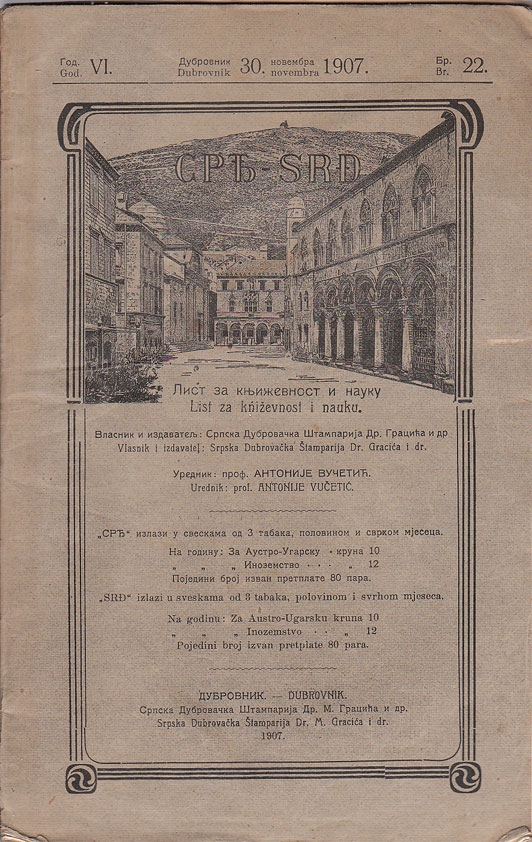 Год. VI. Дубровник 30. новембра 1907. Бр. 22.
God. Dubrovnik novembra Br.
СРЂ-SRĐ
Лист за књижевност и науку
List za kńiževnost i nauku.
Власник и издаватељ: Српска Дубровачка Штампарија Др. Грацића и др
Vlasnik i izdavateļ: Srpska Dubrovačka Štamparija Dr. Gracića i dr.
Уредник: проф. АНТОНИЈЕ ВУЧЕТИЋ.
Urednik: prof. ANTONIJE VUČETIĆ.
„СРЂ“ излази у свескама од 3 табака, половином и сврком мјесеца.
На годину: За Аустро-Угарску · круна 10
„ „ „ Иноземство · · · „ 12
Поједини број изван претплате 80 пара.
„SRĐ“ izlazi u sveskama od 3 tabaka, polovinom i svrhom mjeseca,
Na godinu: Za Austro-Ugarsku kruna 10
„ „ „ Inozemstvo · · „ 12
Pojedini broj izvan pretplate 80 para.
ДУБРОВНИК. — DUBROVNIK.
Српска Дубровачка Штампарија Др. М. Грацића и др.
Srpska Dubrovačka Štamparija Dr. M. Gracića i dr.
1907.